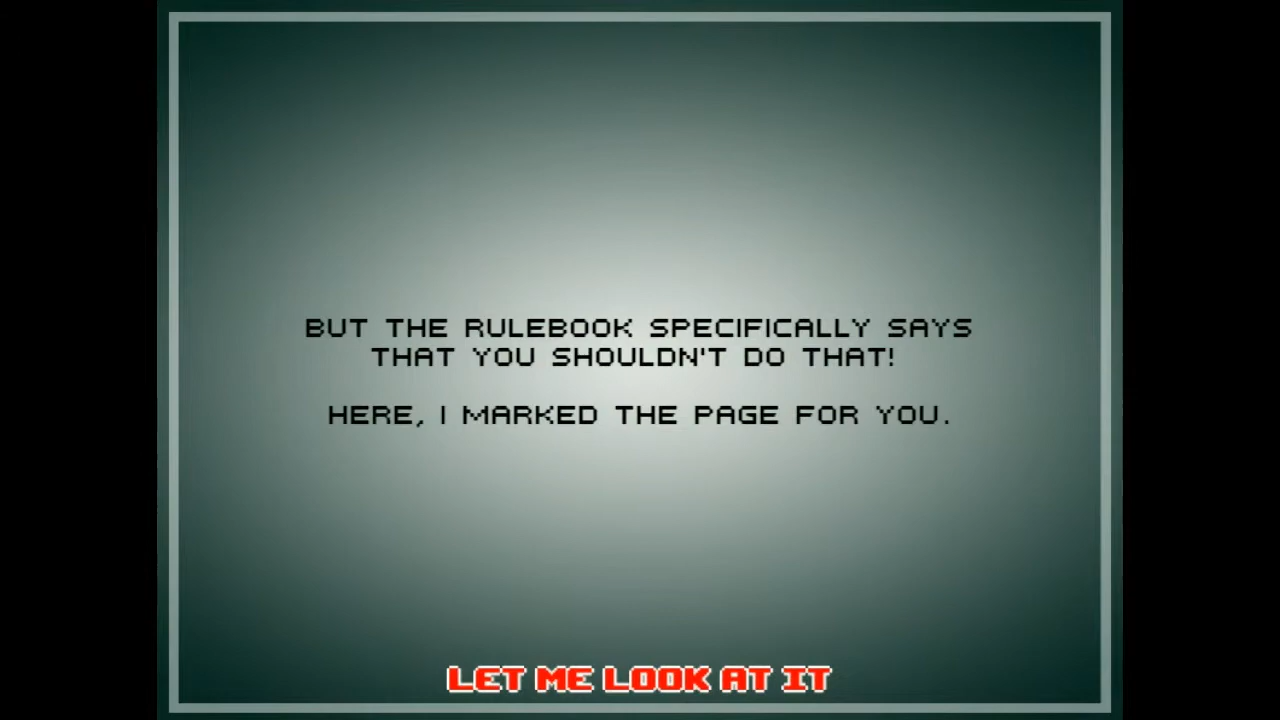 BUT THE RULEBOOK SPECIFICALLY SAYS
THAT YOU SHOULDN'T DO THAT!
HERE, I MARKED THE PAGE FOR YOU.
LET ME LOOK AT IT